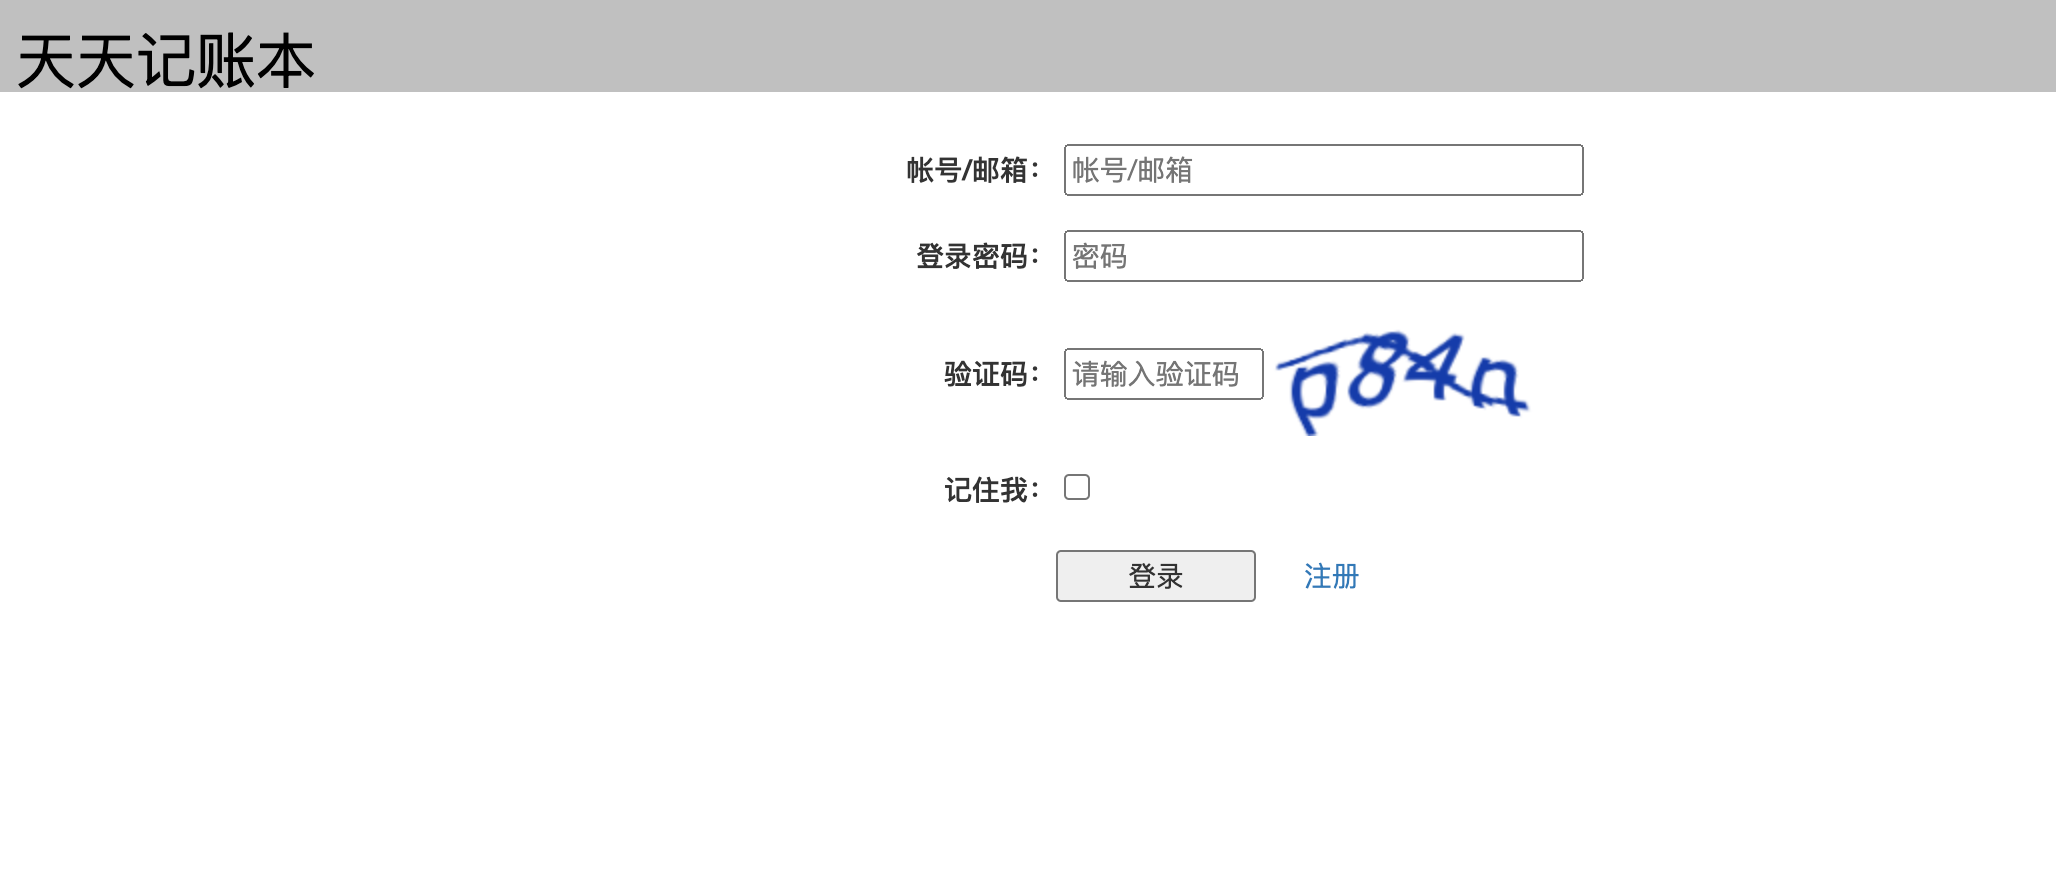 天天记账本
帐号/邮箱：
帐号/邮箱
登录密码：
密码
验证码：
请输入验证码
p84n
记住我：
登录
注册